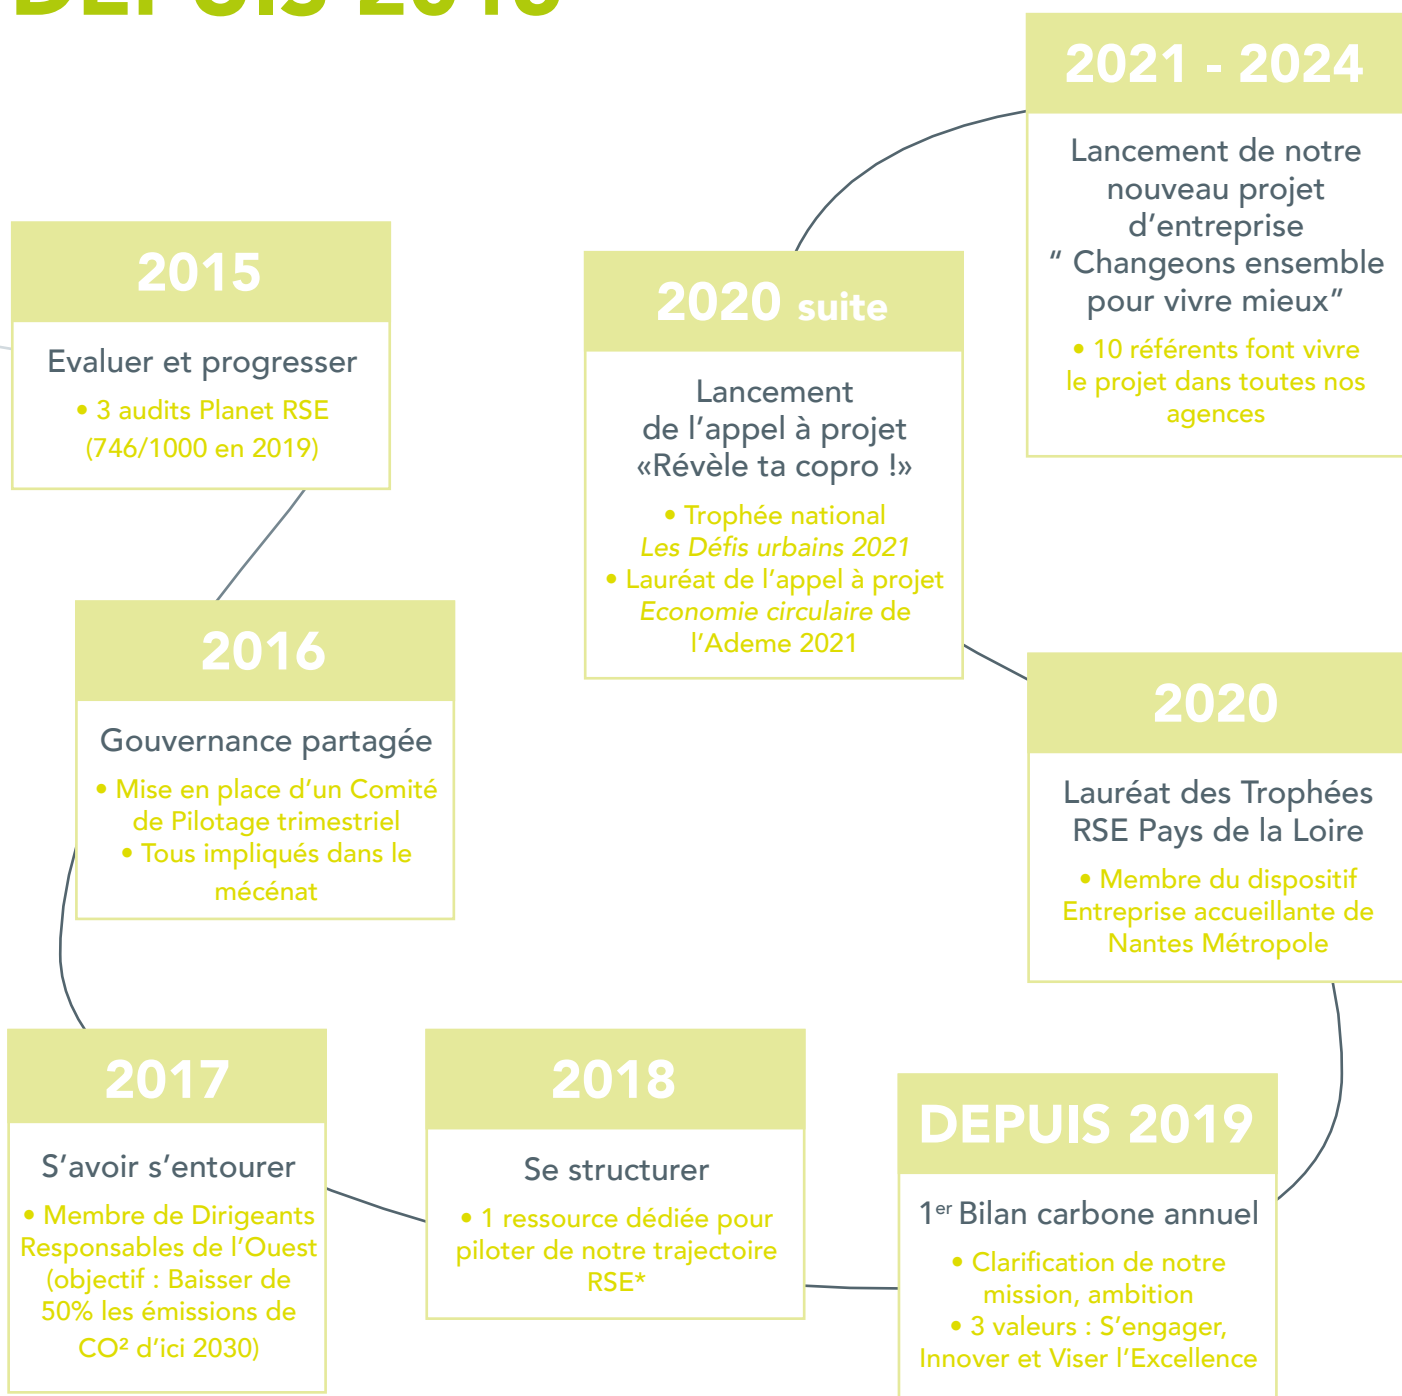 2015
Evaluer et progresser
• 3 audits Planet RSE
(746/1000 en 2019)
2016
Gouvernance partagée
• Mise en place d’un Comité
de Pilotage trimestriel
• Tous impliqués dans le
mécénat
2017
S’avoir s’entourer
• Membre de Dirigeants
Responsables de l’Ouest
(objectif : Baisser de
50% les émissions de
CO² d’ici 2030)
2018
Se structurer
• 1 ressource dédiée pour
piloter de notre trajectoire
RSE*
DEPUIS 2019
1er Bilan carbone annuel
• Clarification de notre
mission, ambition
• 3 valeurs : S’engager,
Innover et Viser l’Excellence
2020
Lauréat des Trophées
RSE Pays de la Loire
• Membre du dispositif
Entreprise accueillante de
Nantes Métropole
2020 suite
Lancement
de l’appel à projet
«Révèle ta copro !»
• Trophée national
Les Défis urbains 2021
• Lauréat de l’appel à projet
Economie circulaire de
l’Ademe 2021
2021 - 2024
Lancement de notre
nouveau projet
d’entreprise
“ Changeons ensemble
pour vivre mieux”
• 10 référents font vivre
le projet dans toutes nos
agences